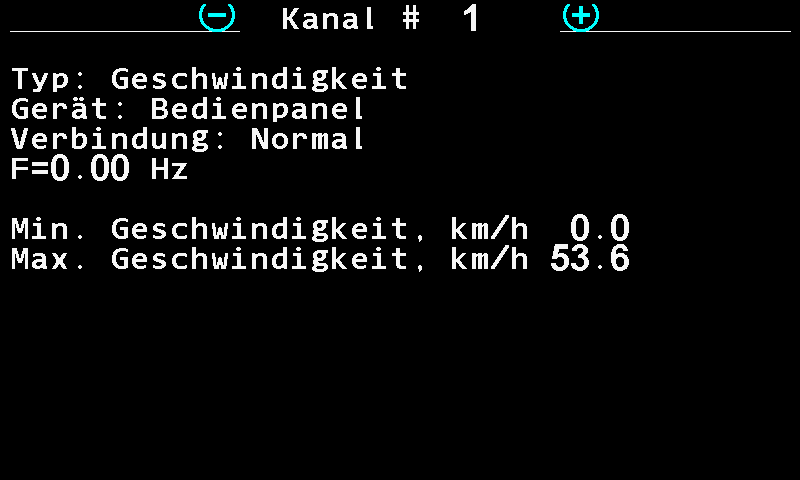 (−) Kanal # 1 (+)
Typ: Geschwindigkeit
Gerät: Bedienpanel
Verbindung: Normal
F=0.00 Hz
Min. Geschwindigkeit, km/h 0.0
Max. Geschwindigkeit, km/h 53.6